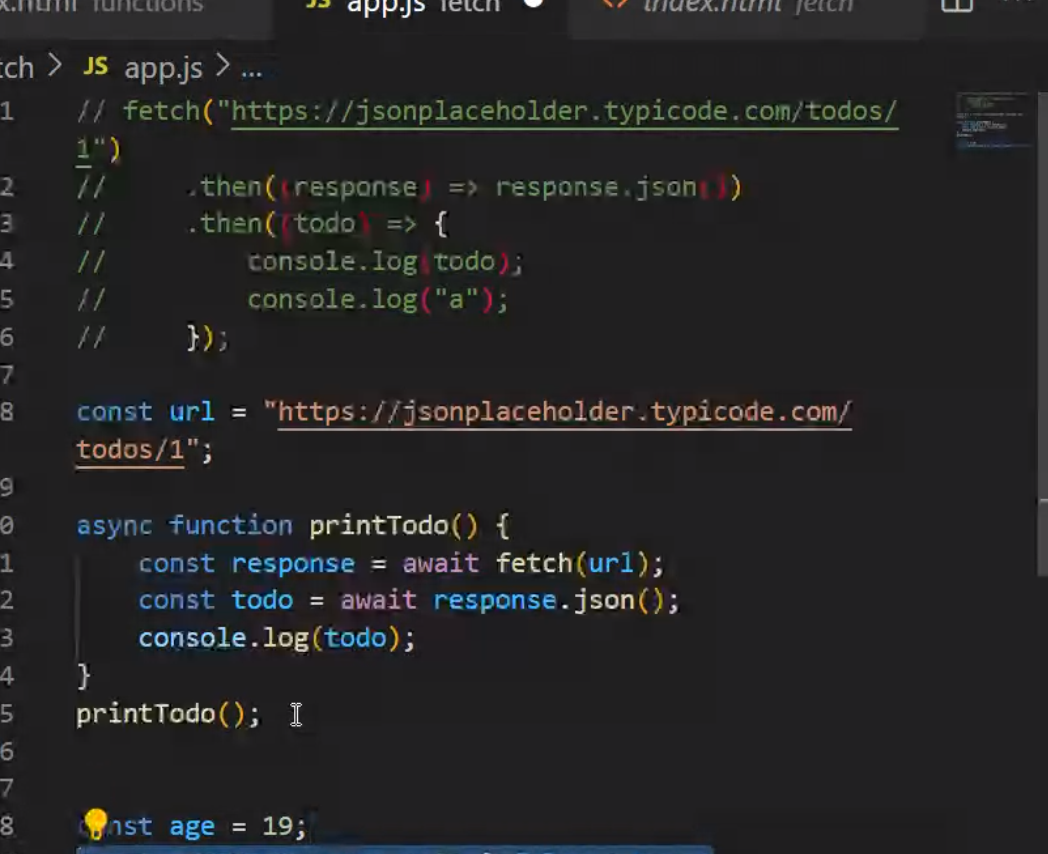 x.html functions
JS app.js fetch
<> index.html fetch
...
tch > JS app.js > ...
1 // fetch("https://jsonplaceholder.typicode.com/todos/
1")
2 // .then((response) => response.json())
3 // .then((todo) => {
4 // console.log(todo);
5 // console.log("a");
6 // });
7
8 const url = "https://jsonplaceholder.typicode.com/
todos/1";
9
0 async function printTodo() {
1 const response = await fetch(url);
2 const todo = await response.json();
3 console.log(todo);
4 }
5 printTodo();
6
7
8 const age = 19;